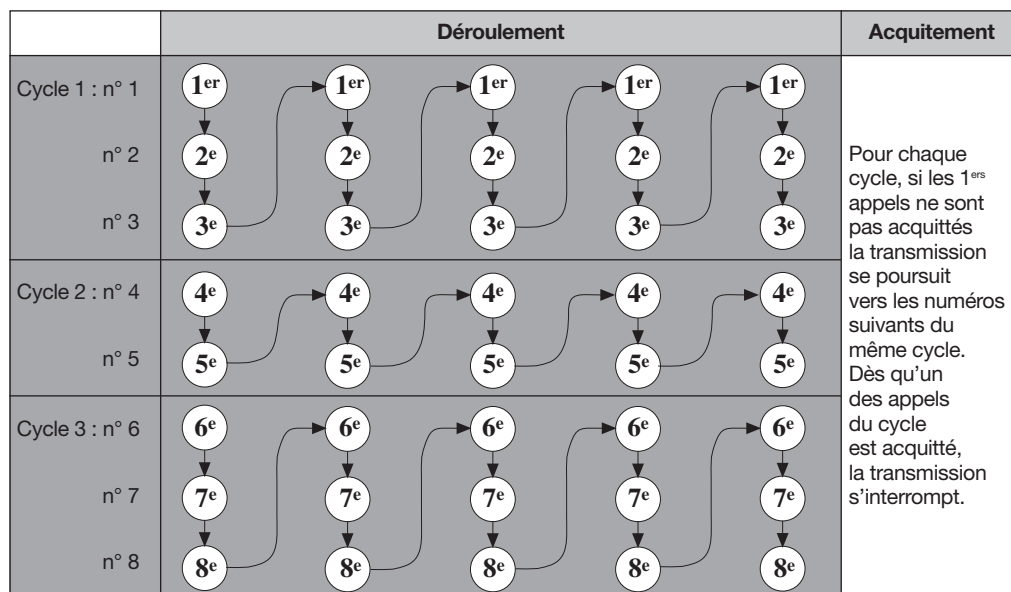 Déroulement Acquitement
Cycle 1 : n° 1 1er 1er 1er 1er 1er
n° 2 2e 2e 2e 2e 2e
n° 3 3e 3e 3e 3e 3e
Cycle 2 : n° 4 4e 4e 4e 4e 4e
n° 5 5e 5e 5e 5e 5e
Cycle 3 : n° 6 6e 6e 6e 6e 6e
n° 7 7e 7e 7e 7e 7e
n° 8 8e 8e 8e 8e 8e
Pour chaque
cycle, si les 1ers
appels ne sont
pas acquittés
la transmission
se poursuit
vers les numéros
suivants du
même cycle.
Dès qu’un
des appels
du cycle
est acquitté,
la transmission
s’interrompt.